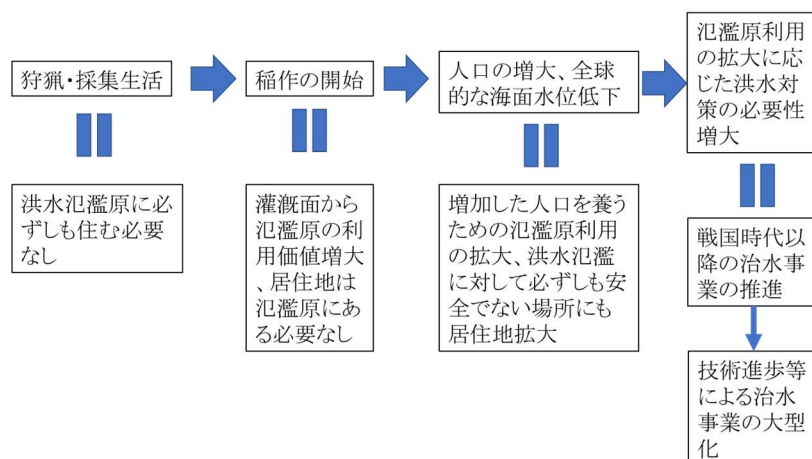 狩猟・採集生活
稲作の開始
人口の増大、全球
的な海面水位低下
氾濫原利用
の拡大に応
じた洪水対
策の必要性
増大
洪水氾濫原に必
ずしも住む必要
なし
灌漑面から
氾濫原の利
用価値増大
、居住地は
氾濫原にあ
る必要なし
増加した人口を養う
ための氾濫原利用
の拡大、洪水氾濫
に対して必ずしも安
全でない場所にも
居住地拡大
戦国時代以
降の治水事
業の推進
技術進歩等
による治水
事業の大型
化